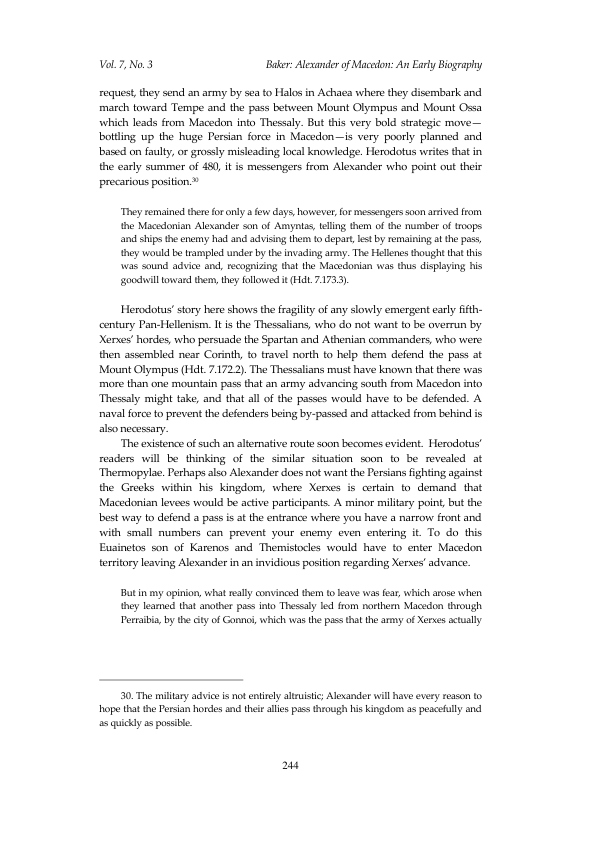 Vol. 7, No. 3 Baker: Alexander of Macedon: An Early Biography
request, they send an army by sea to Halos in Achaea where they disembark and
march toward Tempe and the pass between Mount Olympus and Mount Ossa
which leads from Macedon into Thessaly. But this very bold strategic move—
bottling up the huge Persian force in Macedon—is very poorly planned and
based on faulty, or grossly misleading local knowledge. Herodotus writes that in
the early summer of 480, it is messengers from Alexander who point out their
precarious position.30
They remained there for only a few days, however, for messengers soon arrived from
the Macedonian Alexander son of Amyntas, telling them of the number of troops
and ships the enemy had and advising them to depart, lest by remaining at the pass,
they would be trampled under by the invading army. The Hellenes thought that this
was sound advice and, recognizing that the Macedonian was thus displaying his
goodwill toward them, they followed it (Hdt. 7.173.3).
Herodotus’ story here shows the fragility of any slowly emergent early fifth-
century Pan-Hellenism. It is the Thessalians, who do not want to be overrun by
Xerxes’ hordes, who persuade the Spartan and Athenian commanders, who were
then assembled near Corinth, to travel north to help them defend the pass at
Mount Olympus (Hdt. 7.172.2). The Thessalians must have known that there was
more than one mountain pass that an army advancing south from Macedon into
Thessaly might take, and that all of the passes would have to be defended. A
naval force to prevent the defenders being by-passed and attacked from behind is
also necessary.
The existence of such an alternative route soon becomes evident. Herodotus’
readers will be thinking of the similar situation soon to be revealed at
Thermopylae. Perhaps also Alexander does not want the Persians fighting against
the Greeks within his kingdom, where Xerxes is certain to demand that
Macedonian levees would be active participants. A minor military point, but the
best way to defend a pass is at the entrance where you have a narrow front and
with small numbers can prevent your enemy even entering it. To do this
Euainetos son of Karenos and Themistocles would have to enter Macedon
territory leaving Alexander in an invidious position regarding Xerxes’ advance.
But in my opinion, what really convinced them to leave was fear, which arose when
they learned that another pass into Thessaly led from northern Macedon through
Perraibia, by the city of Gonnoi, which was the pass that the army of Xerxes actually
30. The military advice is not entirely altruistic; Alexander will have every reason to
hope that the Persian hordes and their allies pass through his kingdom as peacefully and
as quickly as possible.
244